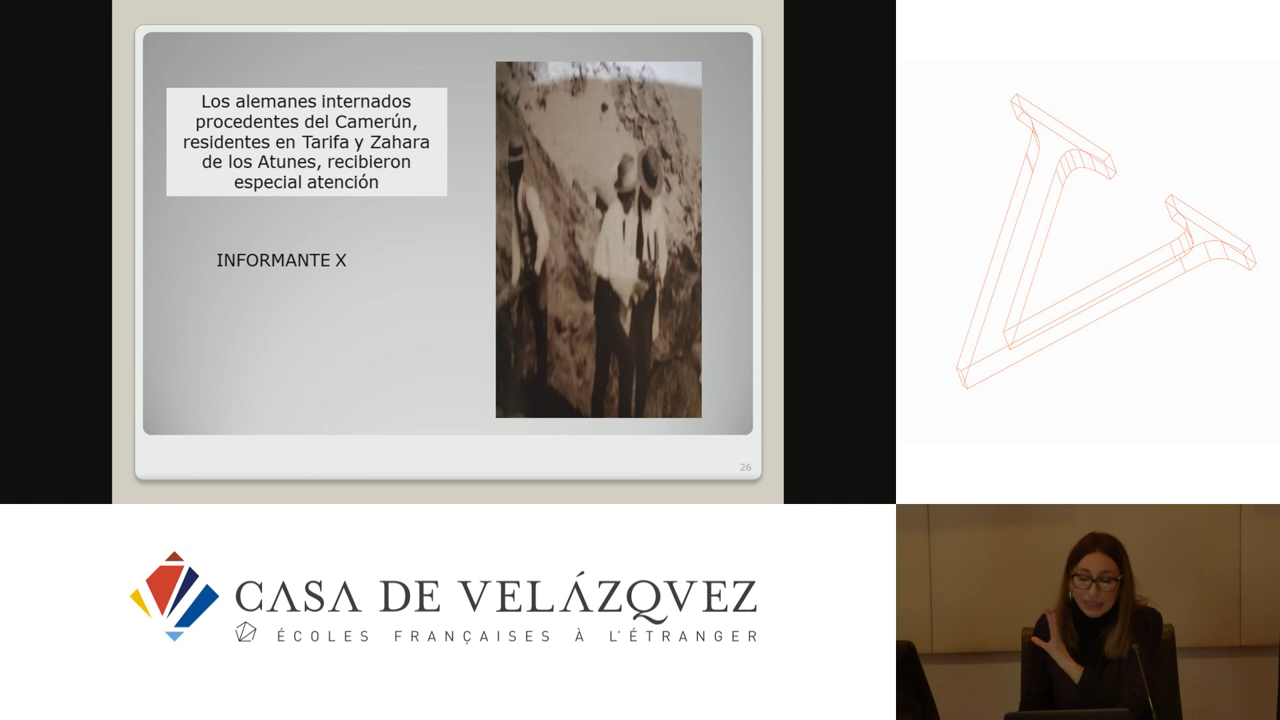 Los alemanes internados
procedentes del Camerún,
residentes en Tarifa y Zahara
de los Atunes, recibieron
especial atención
INFORMANTE X
26
CASA DE VELÁZQVEZ
ÉCOLES FRANÇAISES À L'ÉTRANGER